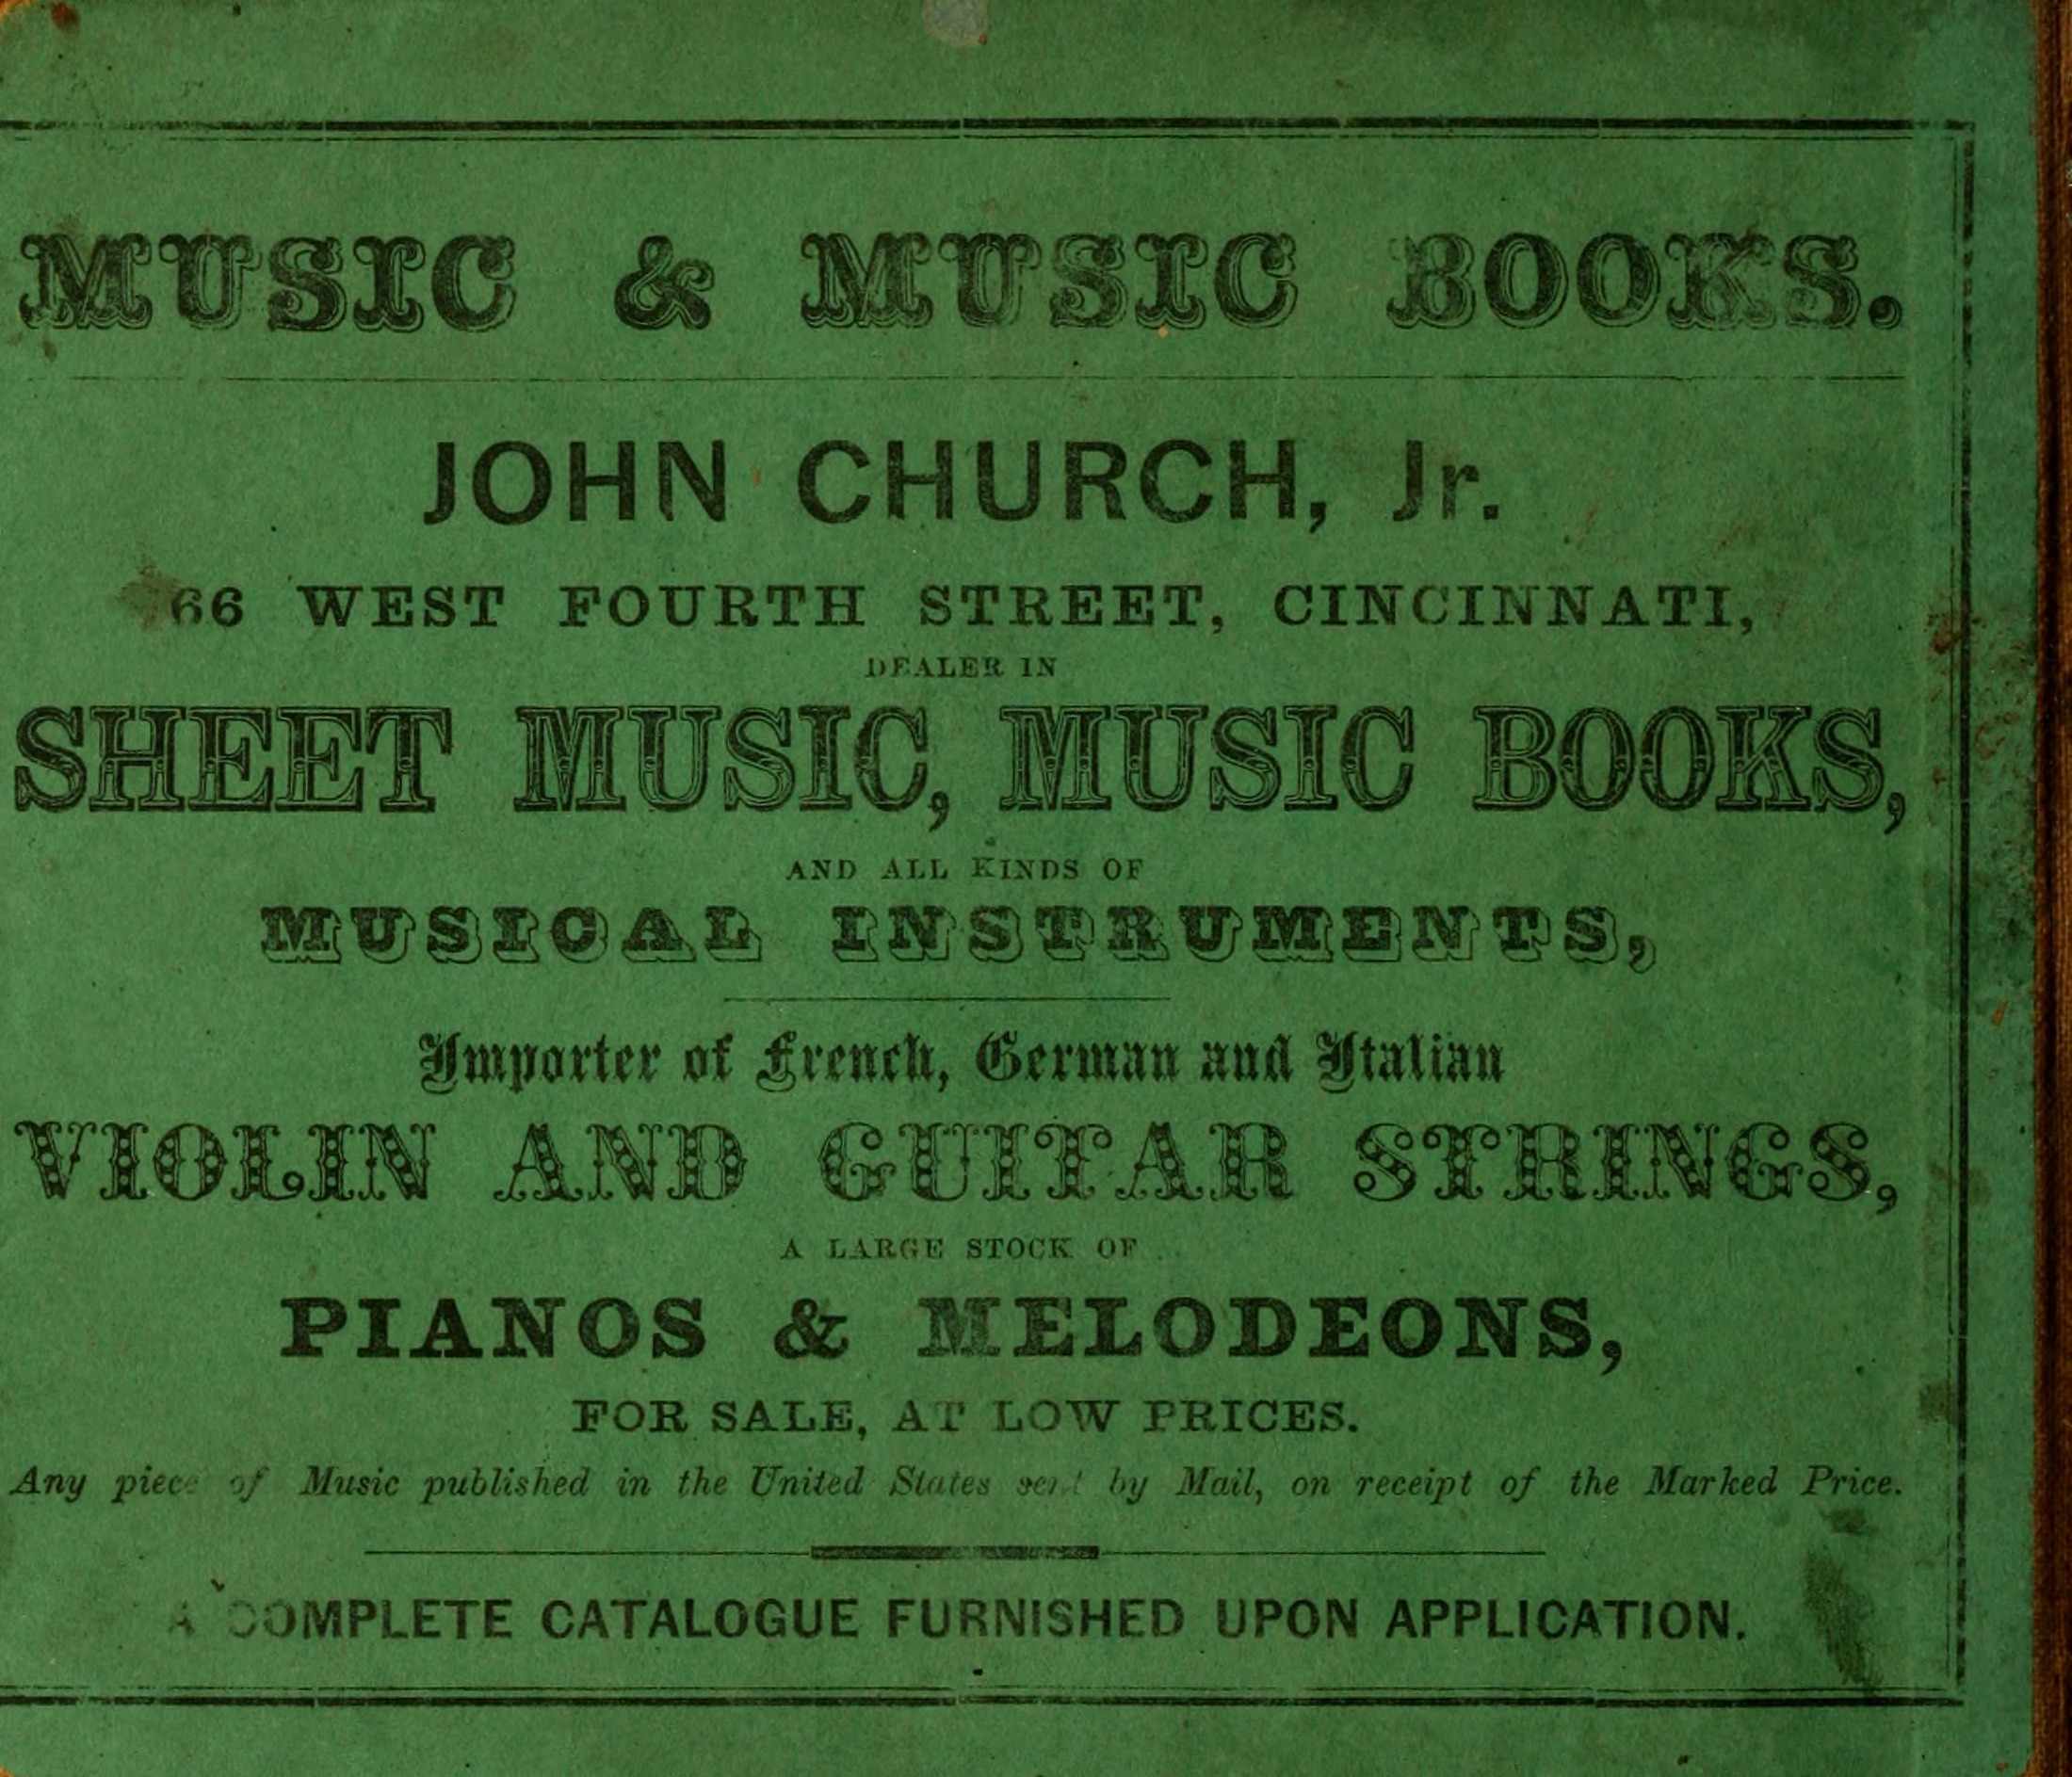 MUSIC & MUSIC BOOKS.
JOHN CHURCH, Jr.
66 WEST FOURTH STREET, CINCINNATI,
DEALER IN
SHEET MUSIC, MUSIC BOOKS,
AND ALL KINDS OF
MUSICAL INSTRUMENTS,
Importer of French, German and Italian
VIOLIN AND GUITAR STRINGS,
A LARGE STOCK OF
PIANOS & MELODEONS,
FOR SALE, AT LOW PRICES.
Any piece of Music published in the United States sent by Mail, on receipt of the Marked Price.
A COMPLETE CATALOGUE FURNISHED UPON APPLICATION.